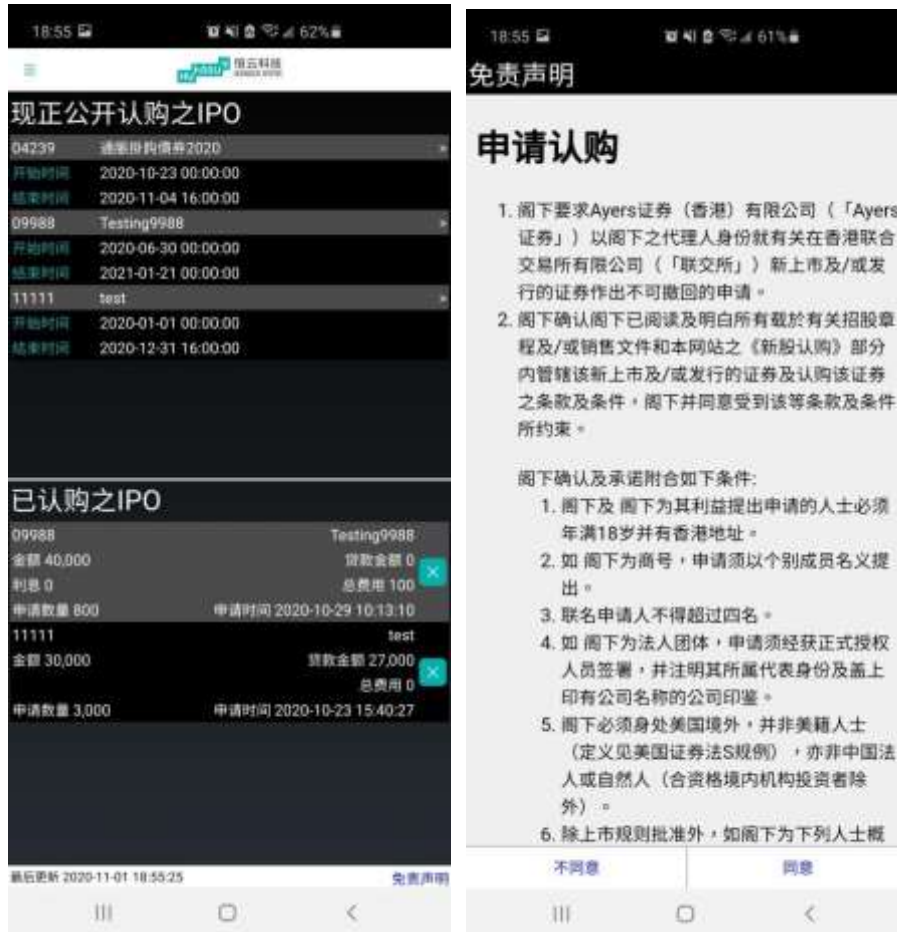 18:55
62%
恒云科技
现正公开认购之IPO
04239
2020
开始时间 2020-10-23 00:00:00
结束时间 2020-11-04 16:00:00
09988 Testing9988
开始时间 2020-06-30 00:00:00
结束时间 2021-01-21 00:00:00
11111 test
开始时间 2020-01-01 00:00:00
结束时间 2020-12-31 16:00:00
已认购之IPO
09988 Testing9988
金额 40,000 贷款金额 0
利息 0 总费用 100
申请数量 800 申请时间 2020-10-29 10:13:10
11111 test
金额 30,000 贷款金额 27,000
总费用 0
申请数量 3,000 申请时间 2020-10-23 15:40:27
最后更新 2020-11-01 18:55:25 免责声明
18:55
61%
免责声明
申请认购
1. 阁下要求Ayers证券（香港）有限公司（「Ayers
证券」）以阁下之代理人身份就有关在香港联合
交易所有限公司（「联交所」）新上市及/或发
行的证券作出不可撤回的申请。
2. 阁下确认阁下已阅读及明白所有载於有关招股章
程及/或销售文件和本网站之《新股认购》部分
内管辖该新上市及/或发行的证券及认购该证券
之条款及条件，阁下并同意受到该等条款及条件
所约束。
阁下确认及承诺附合如下条件:
1. 阁下及 阁下为其利益提出申请的人士必须
年满18岁并有香港地址。
2. 如 阁下为商号，申请须以个别成员名义提
出。
3. 联名申请人不得超过四名。
4. 如 阁下为法人团体，申请须经获正式授权
人员签署，并注明其所属代表身份及盖上
印有公司名称的公司印鉴。
5. 阁下必须身处美国境外，并非美籍人士
（定义见美国证券法S规例），亦非中国法
人或自然人（合资格境内机构投资者除
外）。
6. 除上市规则批准外，如阁下为下列人士概
不同意 同意